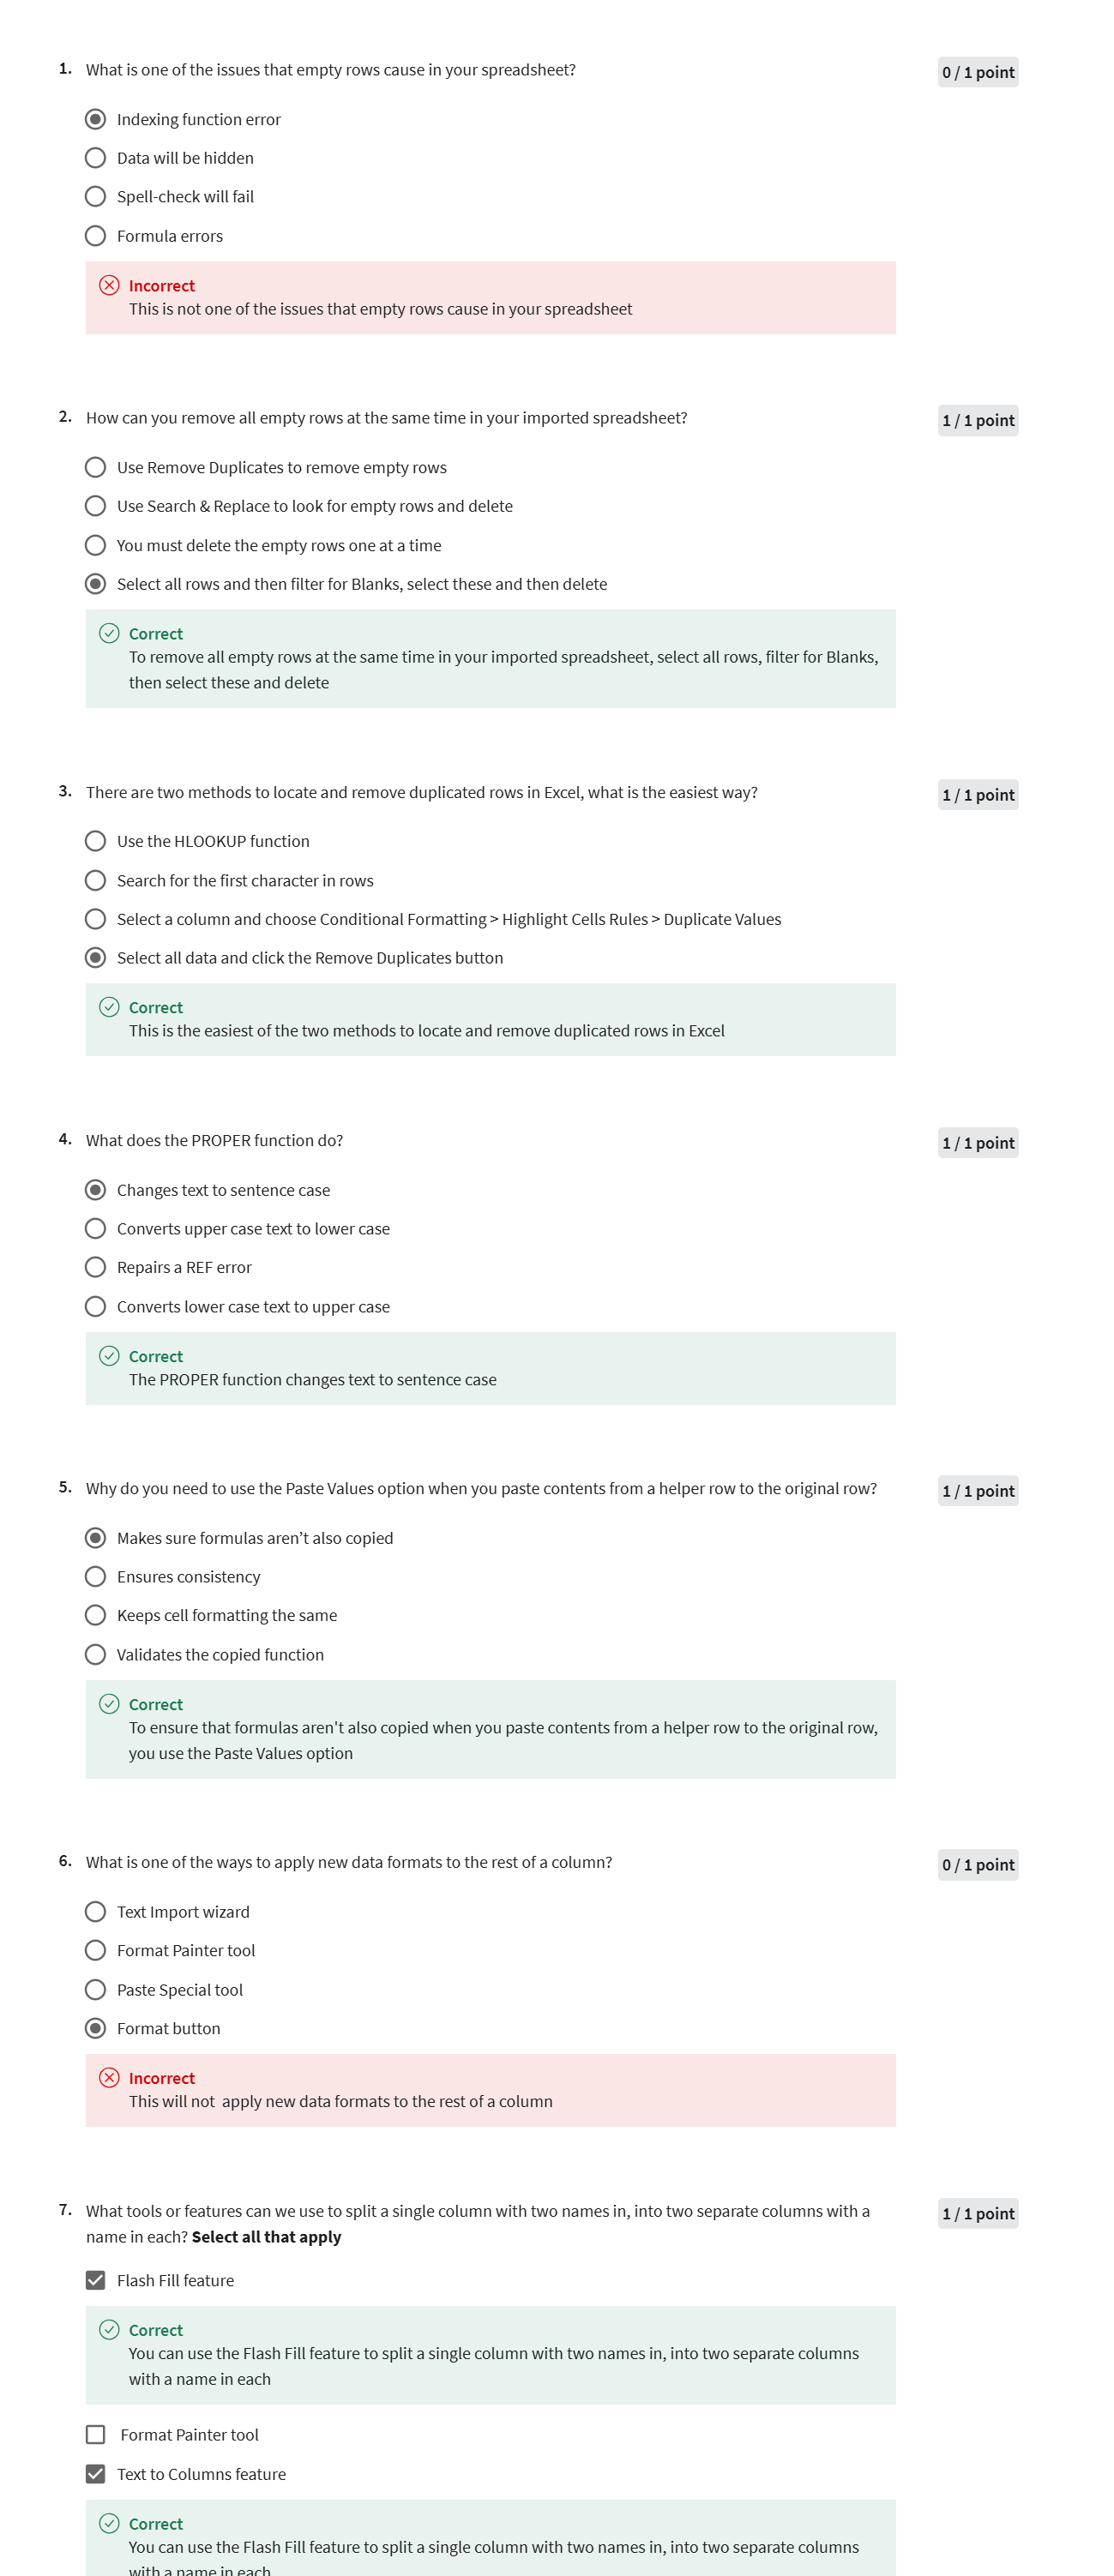 1. What is one of the issues that empty rows cause in your spreadsheet? 0 / 1 point
Indexing function error
Data will be hidden
Spell-check will fail
Formula errors
Incorrect
This is not one of the issues that empty rows cause in your spreadsheet
2. How can you remove all empty rows at the same time in your imported spreadsheet? 1 / 1 point
Use Remove Duplicates to remove empty rows
Use Search & Replace to look for empty rows and delete
You must delete the empty rows one at a time
Select all rows and then filter for Blanks, select these and then delete
Correct
To remove all empty rows at the same time in your imported spreadsheet, select all rows, filter for Blanks,
then select these and delete
3. There are two methods to locate and remove duplicated rows in Excel, what is the easiest way? 1 / 1 point
Use the HLOOKUP function
Search for the first character in rows
Select a column and choose Conditional Formatting > Highlight Cells Rules > Duplicate Values
Select all data and click the Remove Duplicates button
Correct
This is the easiest of the two methods to locate and remove duplicated rows in Excel
4. What does the PROPER function do? 1 / 1 point
Changes text to sentence case
Converts upper case text to lower case
Repairs a REF error
Converts lower case text to upper case
Correct
The PROPER function changes text to sentence case
5. Why do you need to use the Paste Values option when you paste contents from a helper row to the original row? 1 / 1 point
Makes sure formulas aren’t also copied
Ensures consistency
Keeps cell formatting the same
Validates the copied function
Correct
To ensure that formulas aren't also copied when you paste contents from a helper row to the original row,
you use the Paste Values option
6. What is one of the ways to apply new data formats to the rest of a column? 0 / 1 point
Text Import wizard
Format Painter tool
Paste Special tool
Format button
Incorrect
This will not  apply new data formats to the rest of a column
7. What tools or features can we use to split a single column with two names in, into two separate columns with a 1 / 1 point
name in each? Select all that apply
Flash Fill feature
Correct
You can use the Flash Fill feature to split a single column with two names in, into two separate columns
with a name in each
Format Painter tool
Text to Columns feature
Correct
You can use the Flash Fill feature to split a single column with two names in, into two separate columns
with a name in each